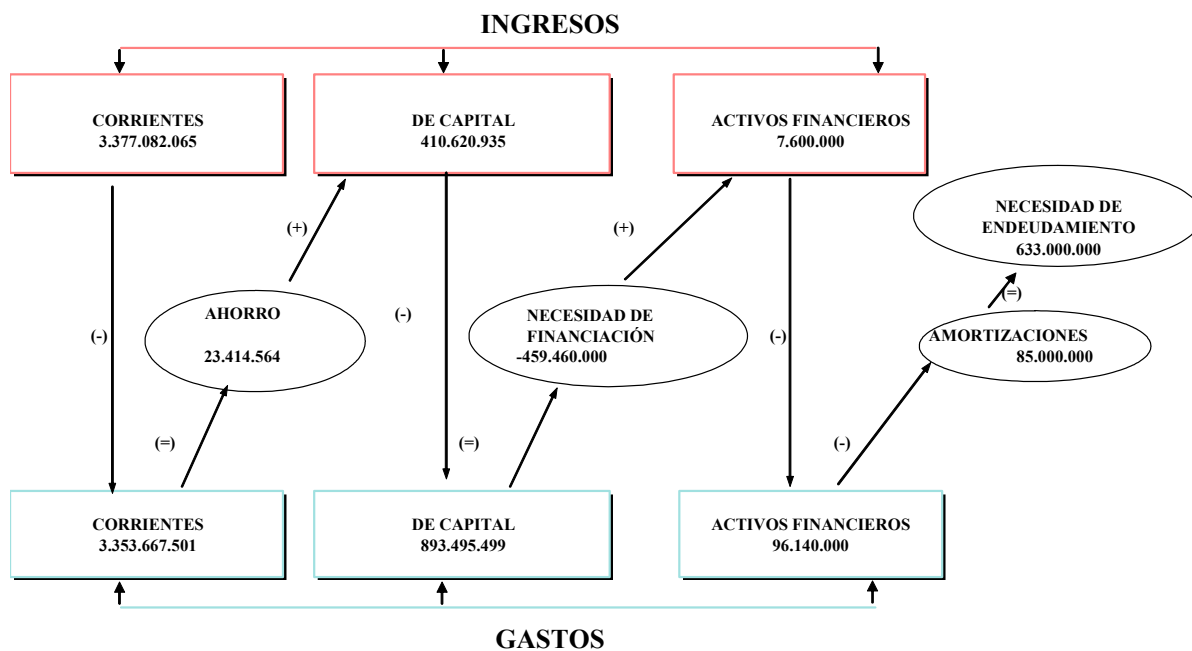 INGRESOS
CORRIENTES
3.377.082.065
DE CAPITAL
410.620.935
ACTIVOS FINANCIEROS
7.600.000
NECESIDAD DE
ENDEUDAMIENTO
633.000.000
(+)
(+)
(=)
AHORRO
23.414.564
(-)
(-)
NECESIDAD DE
FINANCIACIÓN
-459.460.000
(-)
AMORTIZACIONES
85.000.000
(=)
(=)
(-)
CORRIENTES
3.353.667.501
DE CAPITAL
893.495.499
ACTIVOS FINANCIEROS
96.140.000
GASTOS